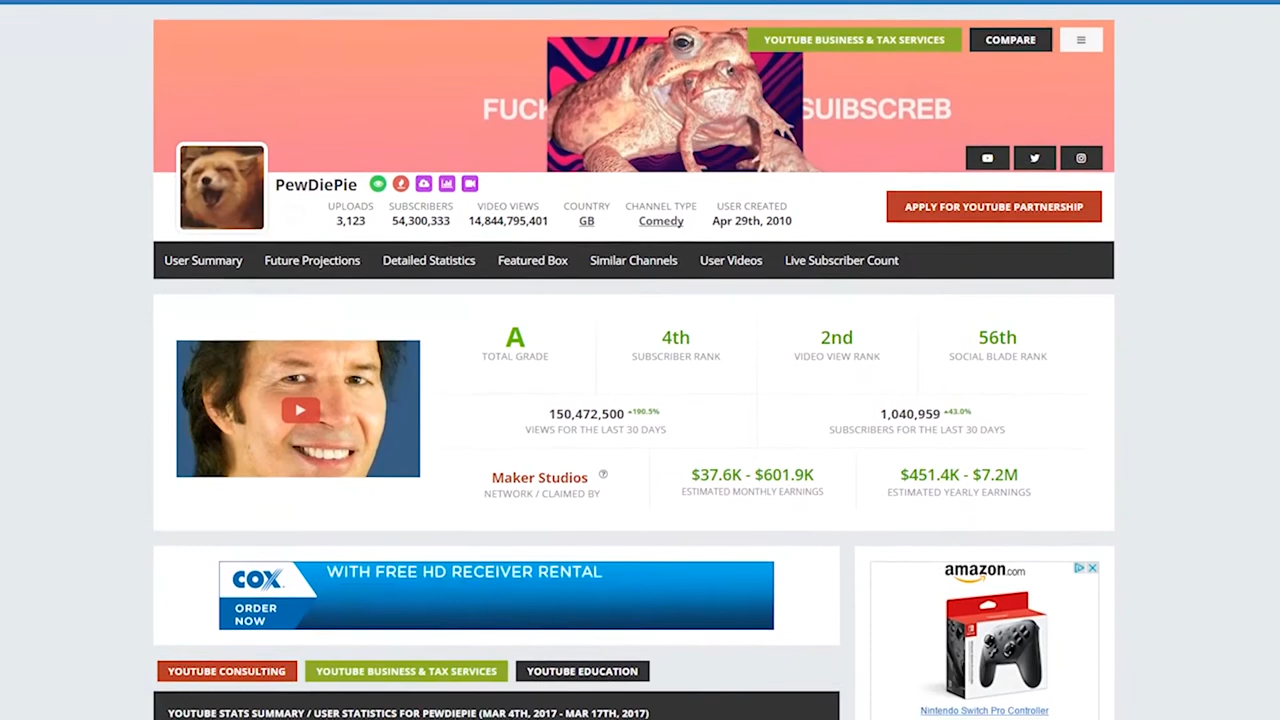 YOUTUBE BUSINESS & TAX SERVICES
COMPARE
FUCK
SUIBSCREB
PewDiePie
UPLOADS SUBSCRIBERS VIDEO VIEWS COUNTRY CHANNEL TYPE USER CREATED
3,123 54,300,333 14,844,795,401 GB Comedy Apr 29th, 2010
APPLY FOR YOUTUBE PARTNERSHIP
User Summary Future Projections Detailed Statistics Featured Box Similar Channels User Videos Live Subscriber Count
A 4th 2nd 56th
TOTAL GRADE SUBSCRIBER RANK VIDEO VIEW RANK SOCIAL BLADE RANK
150,472,500 +190.5% 1,040,959 +43.0%
VIEWS FOR THE LAST 30 DAYS SUBSCRIBERS FOR THE LAST 30 DAYS
Maker Studios $37.6K - $601.9K $451.4K - $7.2M
NETWORK / CLAIMED BY ESTIMATED MONTHLY EARNINGS ESTIMATED YEARLY EARNINGS
COX
WITH FREE HD RECEIVER RENTAL
ORDER
NOW
amazon.com
Nintendo Switch Pro Controller
YOUTUBE CONSULTING YOUTUBE BUSINESS & TAX SERVICES YOUTUBE EDUCATION
YOUTUBE STATS SUMMARY / USER STATISTICS FOR PEWDIEPIE (MAR 4TH, 2017 - MAR 17TH, 2017)